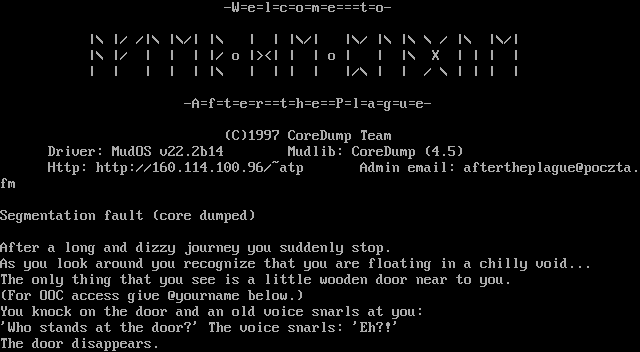 -W=e=l=c=o=m=e===t=o-
-A=f=t=e=r==t=h=e==P=l=a=g=u=e-
(C)1997 CoreDump Team
Driver: MudOS v22.2b14 Mudlib: CoreDump (4.5)
Http: http://160.114.100.96/~atp Admin email: aftertheplague@poczta.
fm
Segmentation fault (core dumped)
After a long and dizzy journey you suddenly stop.
As you look around you recognize that you are floating in a chilly void...
The only thing that you see is a little wooden door near to you.
(For OOC access give @yourname below.)
You knock on the door and an old voice snarls at you:
'Who stands at the door?' The voice snarls: 'Eh?!'
The door disappears.